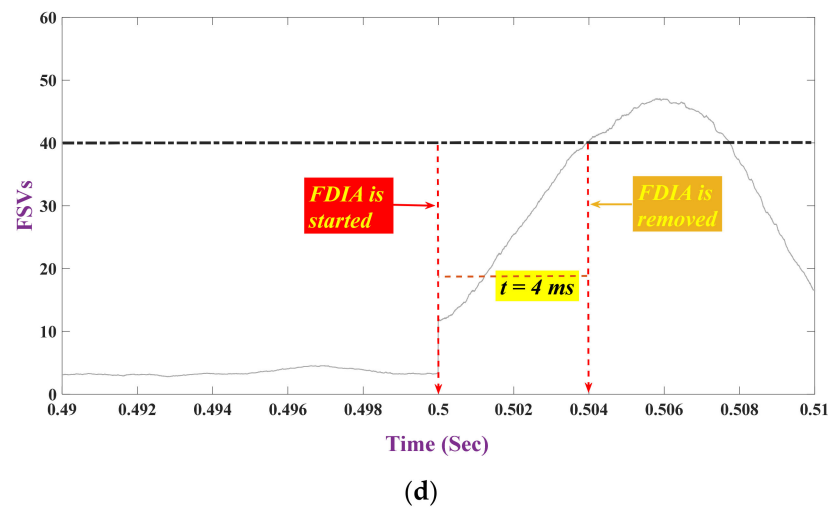 60
50
40
30
20
10
0
FSVs
FDIA is
started
FDIA is
removed
t = 4 ms
0.49 0.492 0.494 0.496 0.498 0.5 0.502 0.504 0.506 0.508 0.51
Time (Sec)
(d)